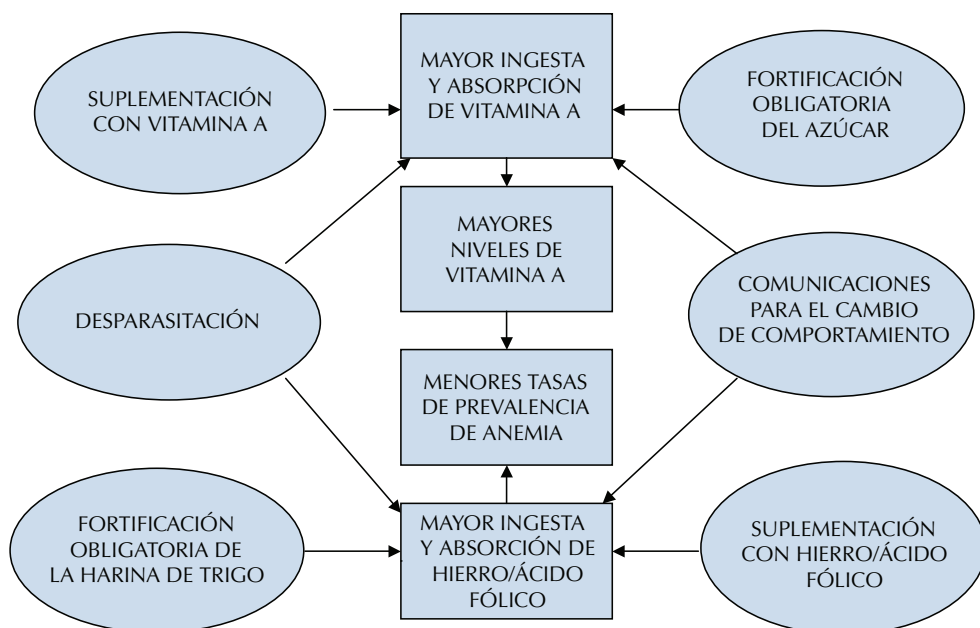 SUPLEMENTACIÓN
CON VITAMINA A
MAYOR INGESTA
Y ABSORPCIÓN
DE VITAMINA A
FORTIFICACIÓN
OBLIGATORIA
DEL AZÚCAR
MAYORES
NIVELES DE
VITAMINA A
DESPARASITACIÓN
COMUNICACIONES
PARA EL CAMBIO
DE COMPORTAMIENTO
MENORES TASAS
DE PREVALENCIA
DE ANEMIA
FORTIFICACIÓN
OBLIGATORIA DE
LA HARINA DE TRIGO
MAYOR INGESTA
Y ABSORCIÓN DE
HIERRO/ÁCIDO
FÓLICO
SUPLEMENTACIÓN
CON HIERRO/ÁCIDO
FÓLICO